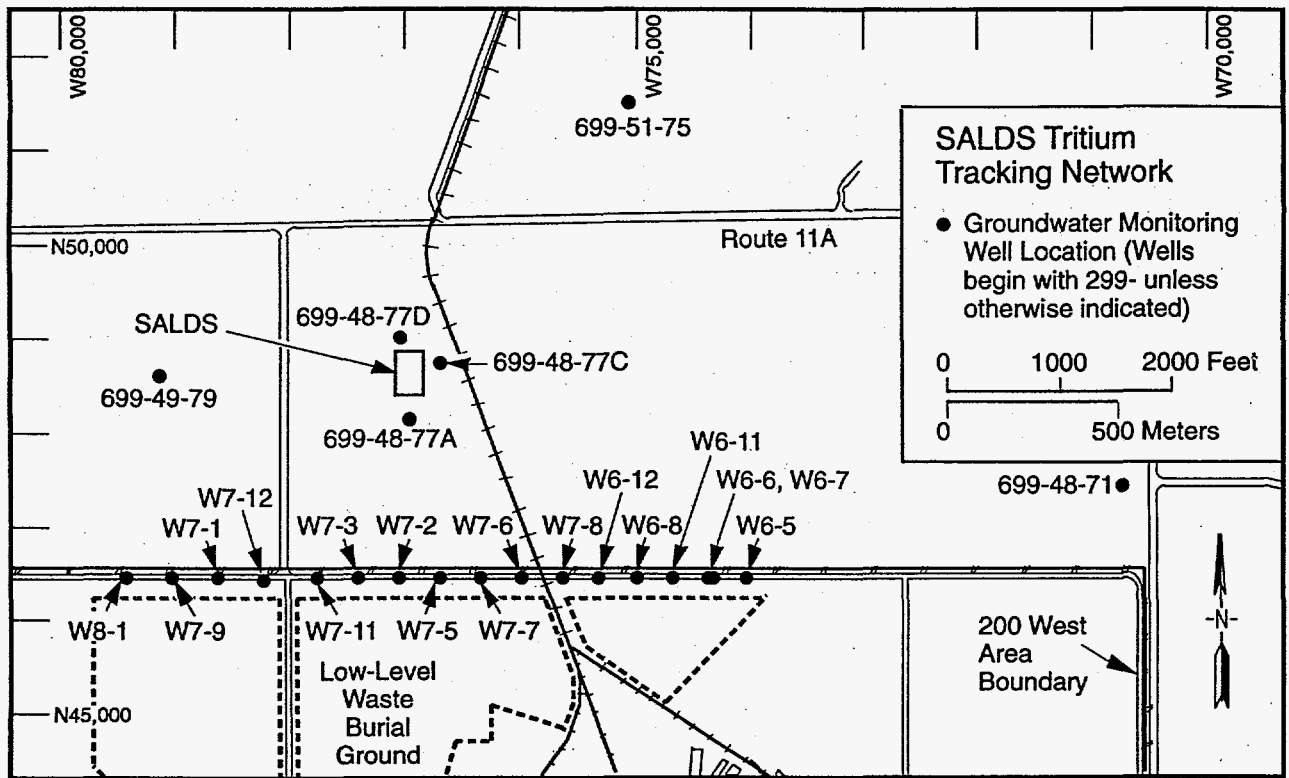 W80,000
W75,000
W70,000
699-51-75
SALDS Tritium
Tracking Network
Groundwater Monitoring
Well Location (Wells
begin with 299- unless
otherwise indicated)
0 1000 2000 Feet
0 500 Meters
Route 11A
N50,000
SALDS
699-48-77D
699-48-77C
699-49-79
699-48-77A
W6-11
W6-12
W6-6, W6-7
699-48-71
W7-12
W7-1
W7-3
W7-2
W7-6
W7-8
W6-8
W6-5
W8-1
W7-9
W7-11
W7-5
W7-7
Low-Level
Waste
Burial
Ground
200 West
Area
Boundary
-N-
N45,000